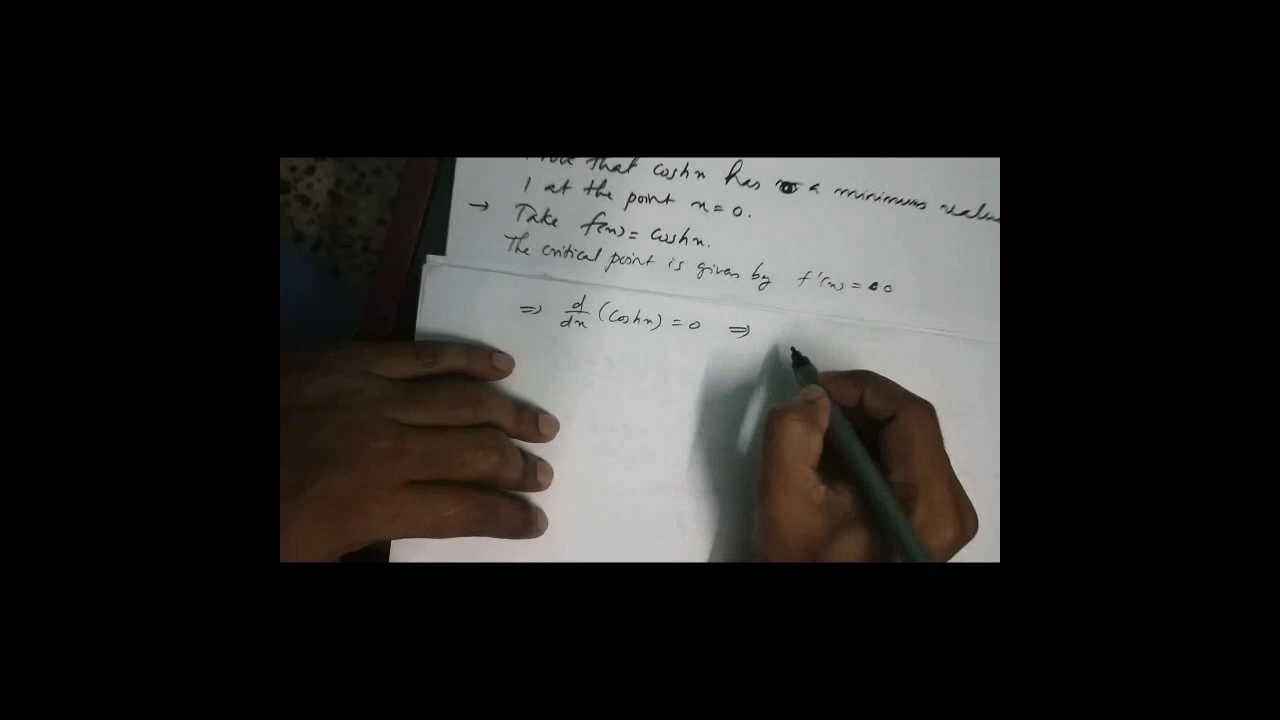 Prove that coshx has a minimum value
1 at the point x=0.
→ Take f(x) = coshx.
The critical point is given by f'(x) = 0
⇒ d/dx (coshx) = 0 ⇒